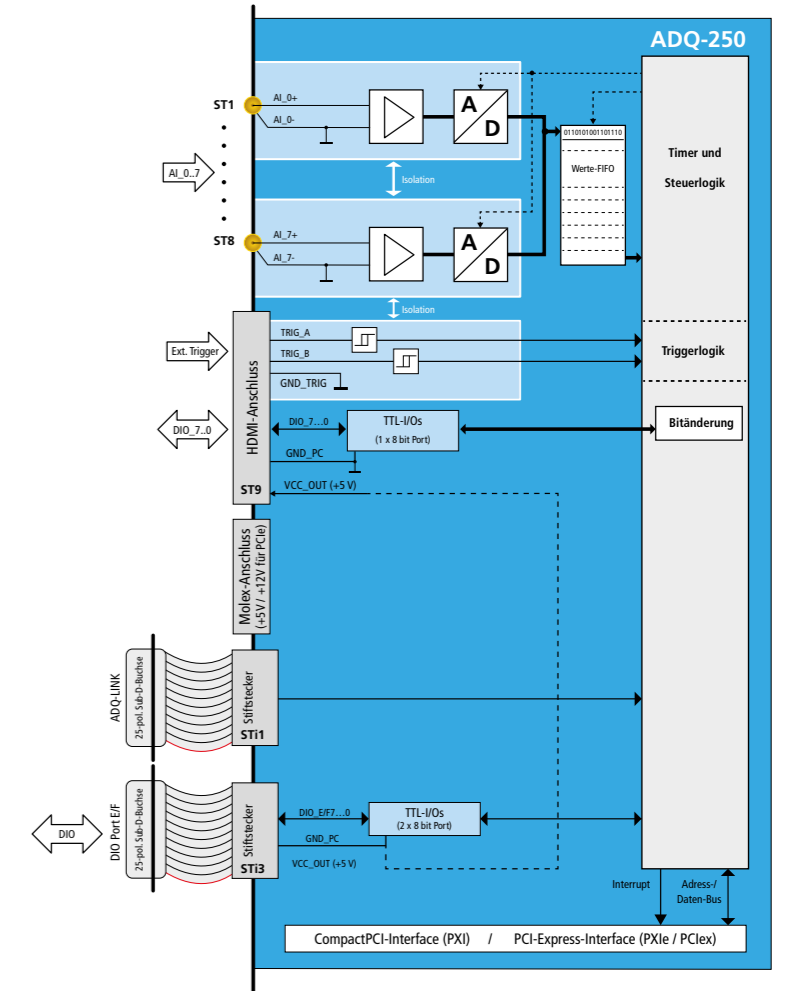 ADQ-250
ST1
AI_0+
AI_0-
A
D
0110101001101110
Werte-FIFO
Timer und
Steuerlogik
AI_0..7
Isolation
ST8
AI_7+
AI_7-
A
D
Isolation
Ext. Trigger
HDMI-Anschluss
ST9
TRIG_A
TRIG_B
GND_TRIG
Triggerlogik
DIO_7..0
DIO_7...0
TTL-I/Os
(1 x 8 bit Port)
Bitänderung
GND_PC
VCC_OUT (+5 V)
Molex-Anschluss
(+5V / +12V für PCIe)
ADQ-LINK
25-pol. Sub-D-Buchse
Stiftstecker
STi1
DIO
DIO Port E/F
25-pol. Sub-D-Buchse
Stiftstecker
STi3
DIO_E/F7...0
TTL-I/Os
(2 x 8 bit Port)
GND_PC
VCC_OUT (+5 V)
Interrupt
Adress-/
Daten-Bus
CompactPCI-Interface (PXI) / PCI-Express-Interface (PXIe / PCIex)